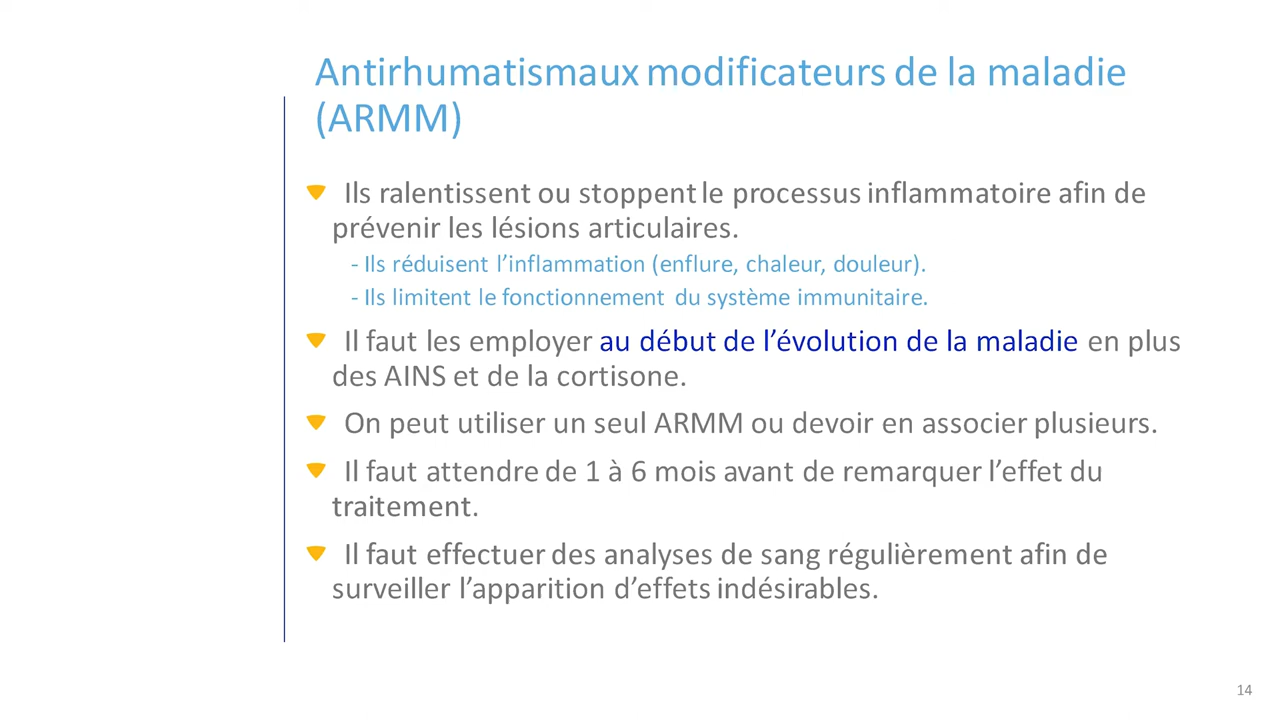 Antirhumatismaux modificateurs de la maladie
(ARMM)
Ils ralentissent ou stoppent le processus inflammatoire afin de
prévenir les lésions articulaires.
- Ils réduisent l’inflammation (enflure, chaleur, douleur).
- Ils limitent le fonctionnement du système immunitaire.
Il faut les employer au début de l’évolution de la maladie en plus
des AINS et de la cortisone.
On peut utiliser un seul ARMM ou devoir en associer plusieurs.
Il faut attendre de 1 à 6 mois avant de remarquer l’effet du
traitement.
Il faut effectuer des analyses de sang régulièrement afin de
surveiller l’apparition d’effets indésirables.
14